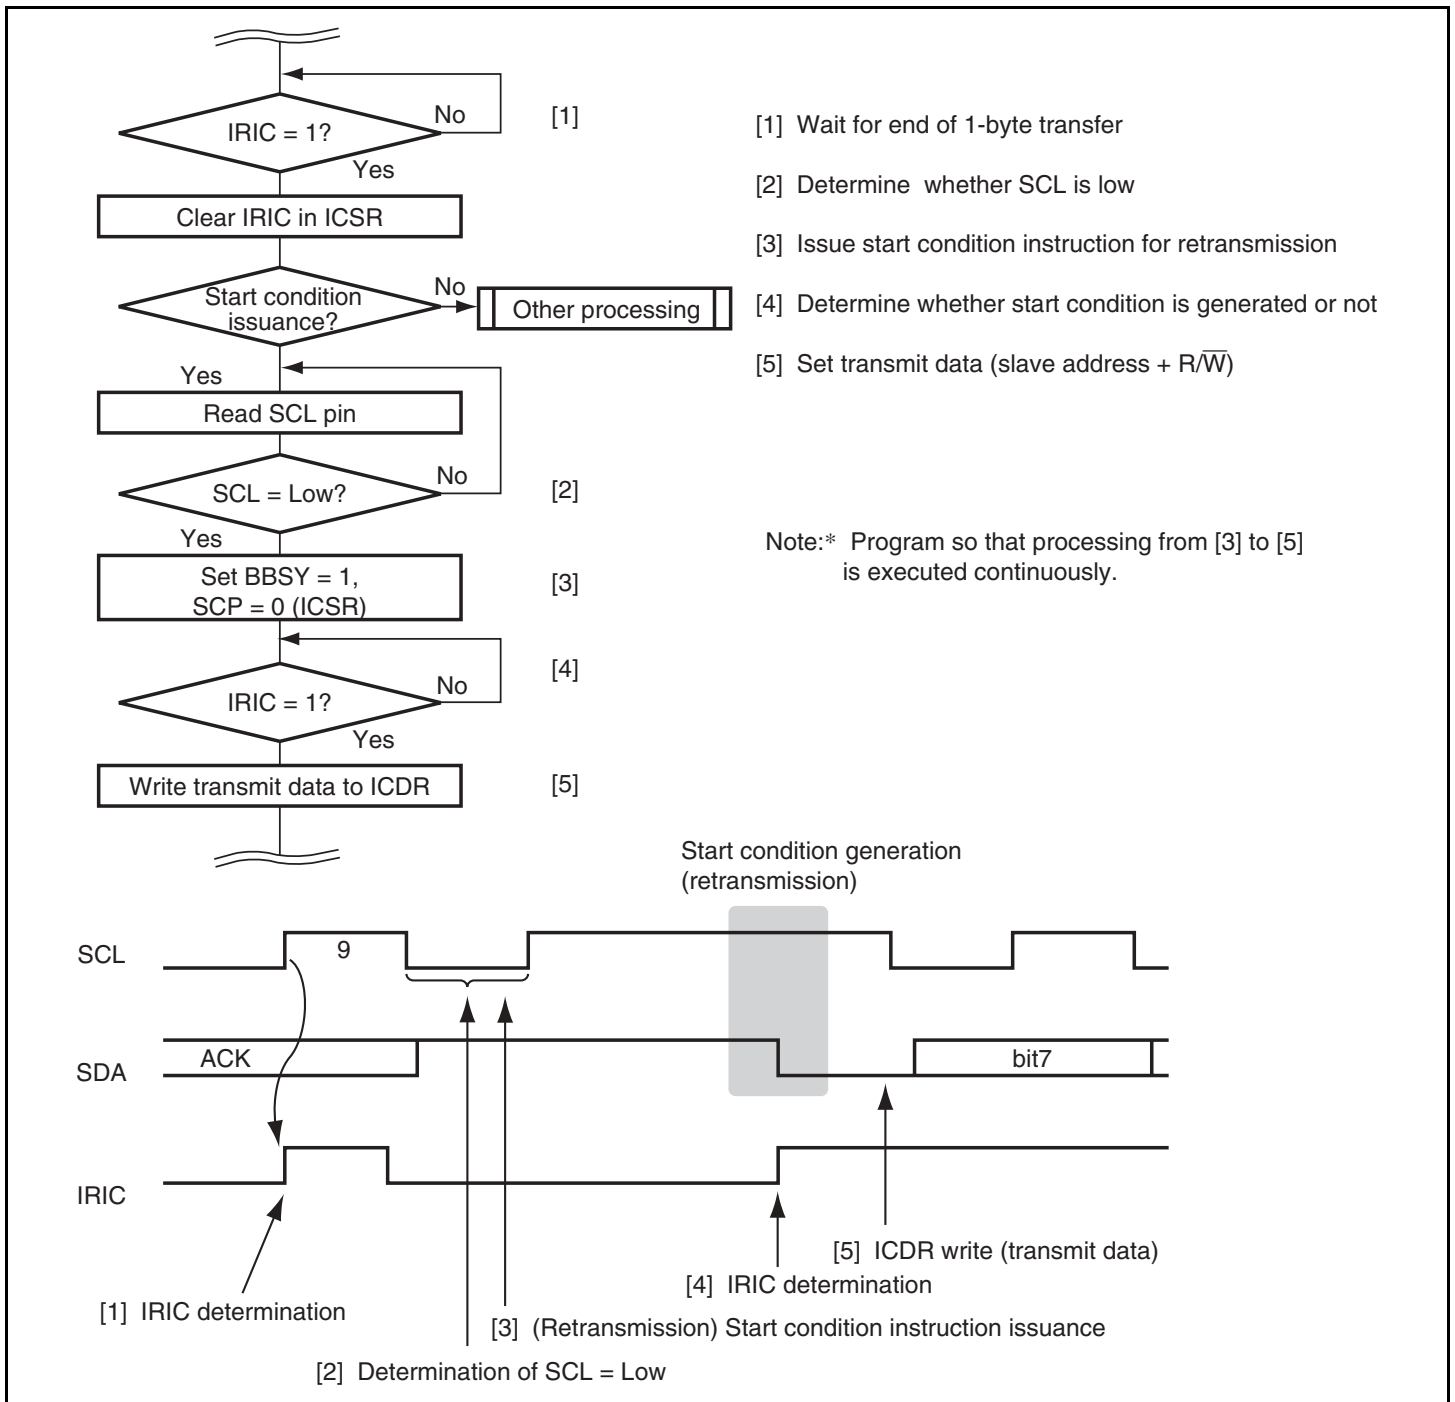 IRIC = 1?
No
[1]
Yes
Clear IRIC in ICSR
Start condition
issuance?
No
Other processing
Yes
Read SCL pin
SCL = Low?
No
[2]
Yes
Set BBSY = 1,
SCP = 0 (ICSR)
[3]
IRIC = 1?
No
[4]
Yes
Write transmit data to ICDR
[5]
[1] Wait for end of 1-byte transfer
[2] Determine whether SCL is low
[3] Issue start condition instruction for retransmission
[4] Determine whether start condition is generated or not
[5] Set transmit data (slave address + R/W̅)
Note:* Program so that processing from [3] to [5]
is executed continuously.
Start condition generation
(retransmission)
SCL
9
SDA
ACK
bit7
IRIC
[5] ICDR write (transmit data)
[4] IRIC determination
[1] IRIC determination
[3] (Retransmission) Start condition instruction issuance
[2] Determination of SCL = Low